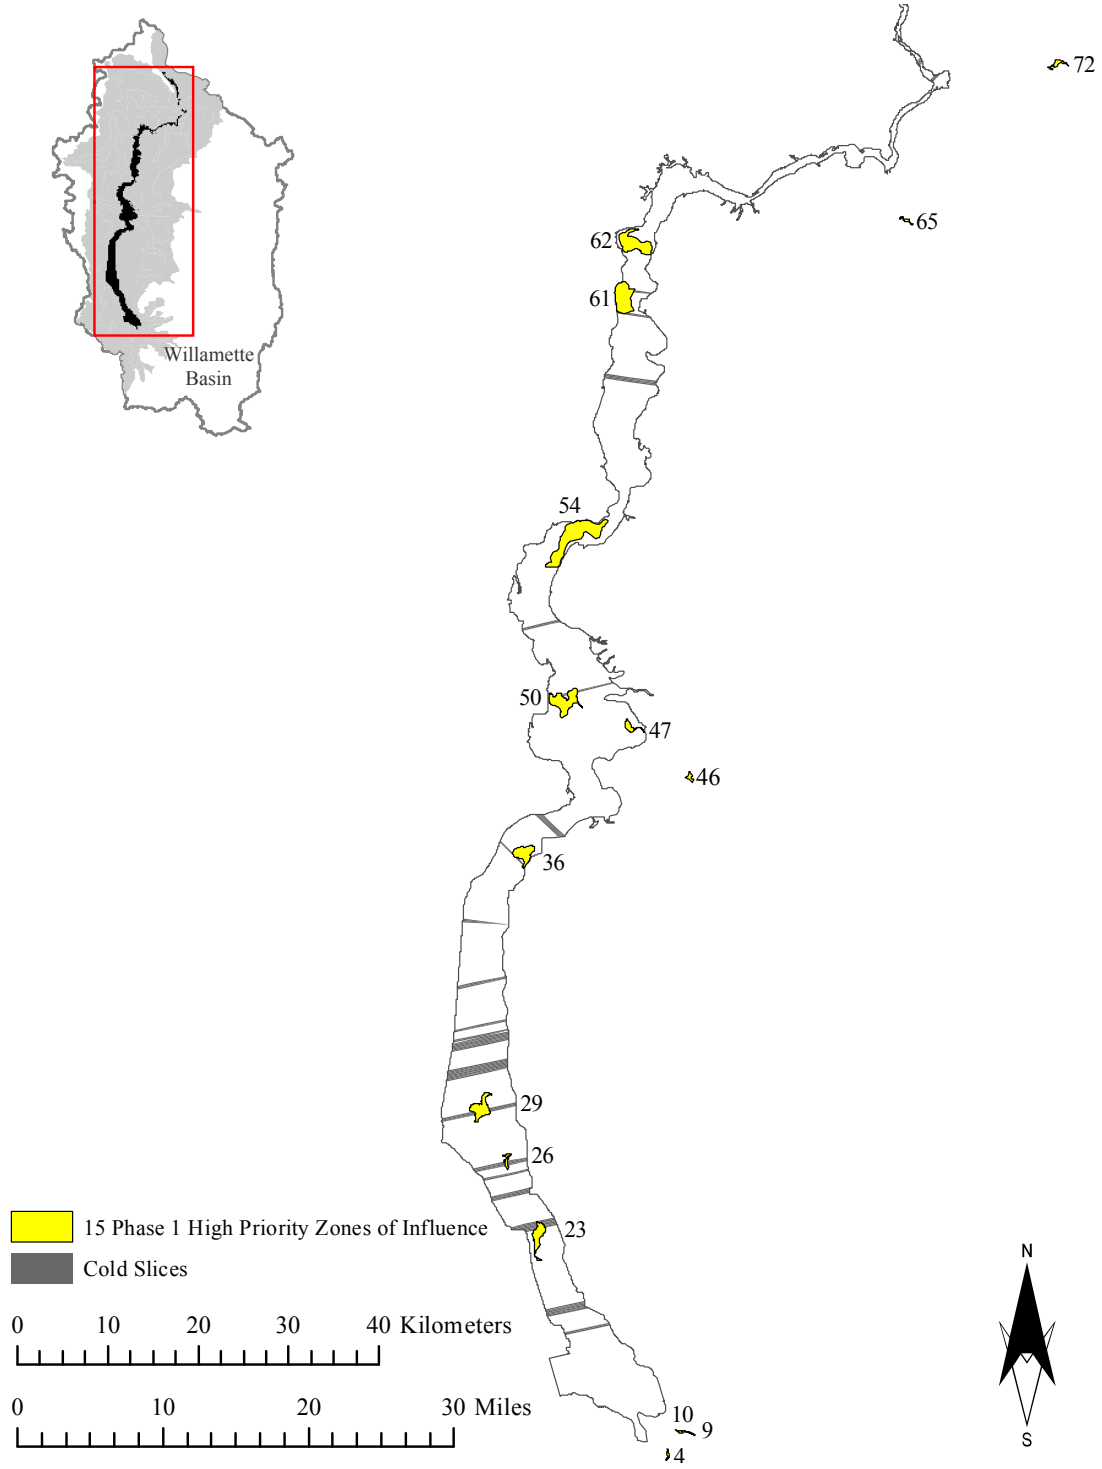 72
65
62
61
Willamette
Basin
54
50
47
46
36
29
26
23
15 Phase 1 High Priority Zones of Influence
Cold Slices
0 10 20 30 40 Kilometers
0 10 20 30 Miles
N
S
10
9
4